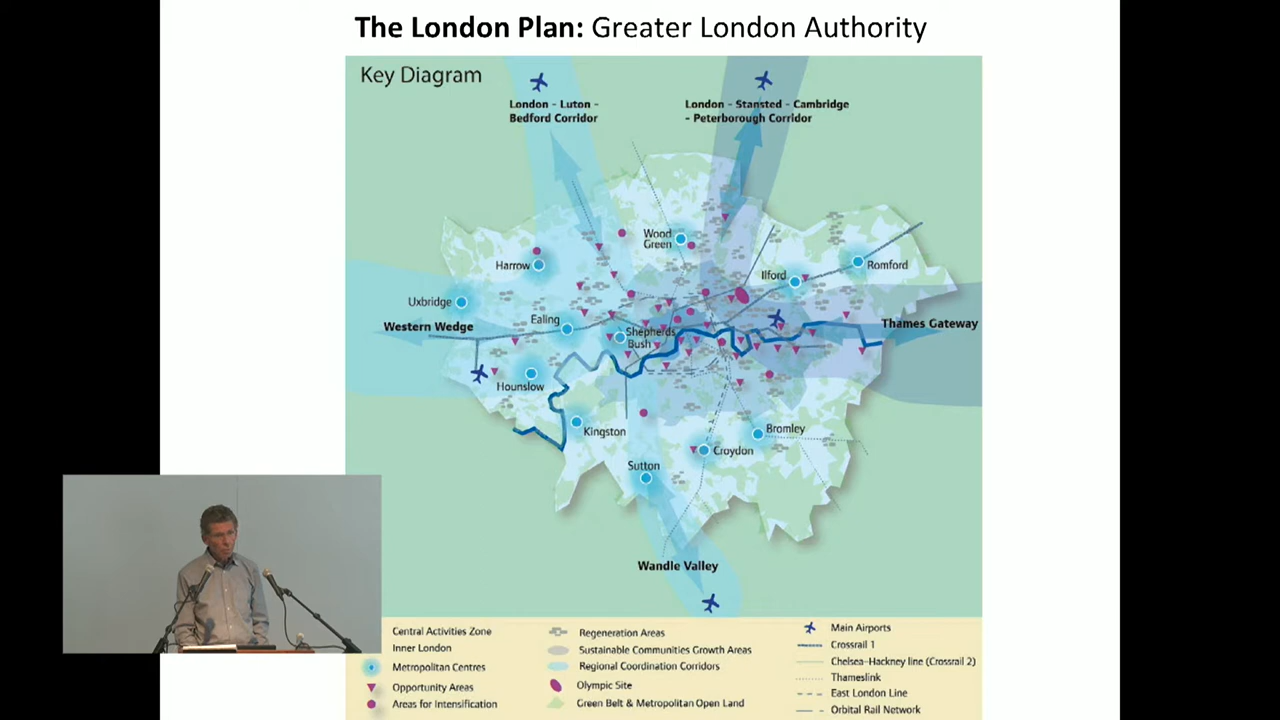 The London Plan: Greater London Authority
Key Diagram
London - Luton -
Bedford Corridor
London - Stansted - Cambridge
- Peterborough Corridor
Wood
Green
Harrow
Ilford
Romford
Uxbridge
Ealing
Western Wedge
Shepherds
Bush
Thames Gateway
Hounslow
Kingston
Bromley
Croydon
Sutton
Wandle Valley
Central Activities Zone
Inner London
Metropolitan Centres
Opportunity Areas
Areas for Intensification
Regeneration Areas
Sustainable Communities Growth Areas
Regional Coordination Corridors
Olympic Site
Green Belt & Metropolitan Open Land
Main Airports
Crossrail 1
Chelsea-Hackney line (Crossrail 2)
Thameslink
East London Line
Orbital Rail Network